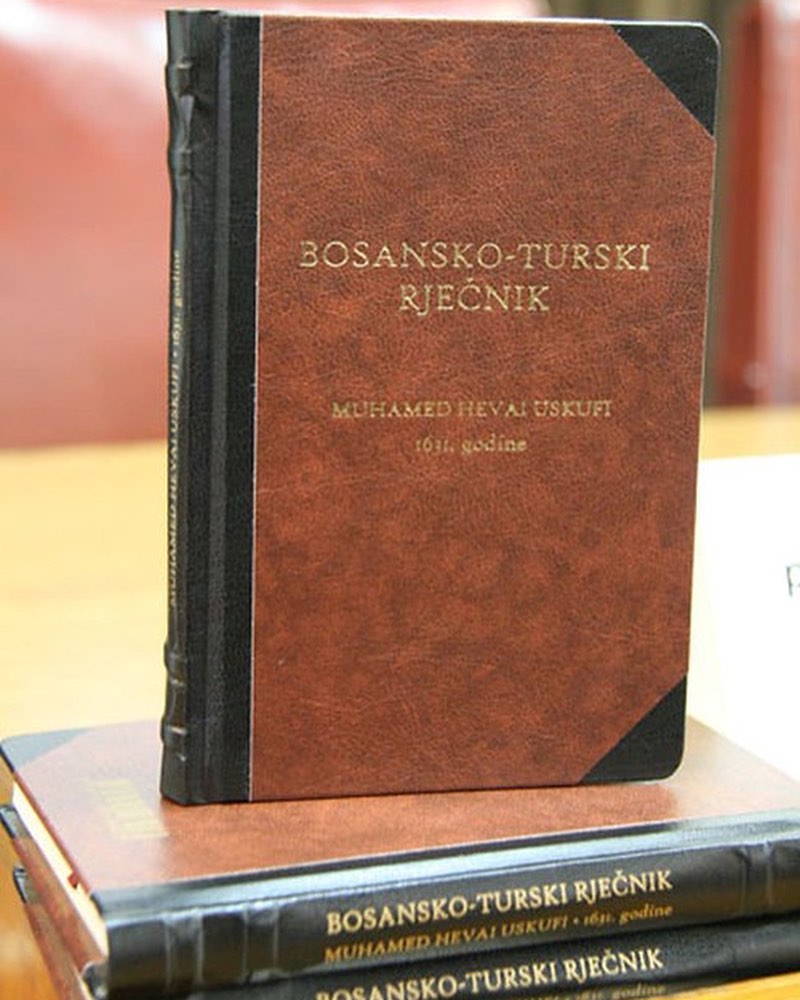 BOSANSKO-TURSKI
RJEČNIK
MUHAMED HEVAI USKUFI
1631. godine
MUHAMED HEVAI USKUFI • 1631. godine
BOSANSKO-TURSKI RJEČNIK
MUHAMED HEVAI USKUFI • 1631. godine
BOSANSKO-TURSKI RJEČNIK